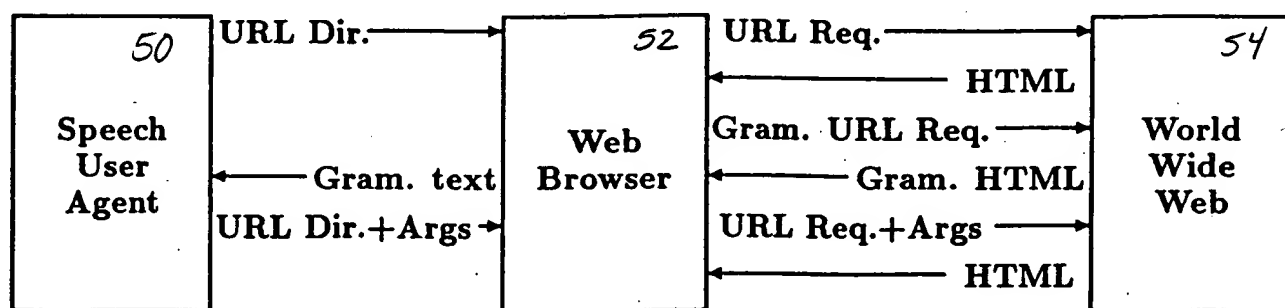 50
Speech
User
Agent
URL Dir.
Gram. text
URL Dir.+Args
52
Web
Browser
URL Req.
HTML
Gram. URL Req.
Gram. HTML
URL Req.+Args
HTML
54
World
Wide
Web